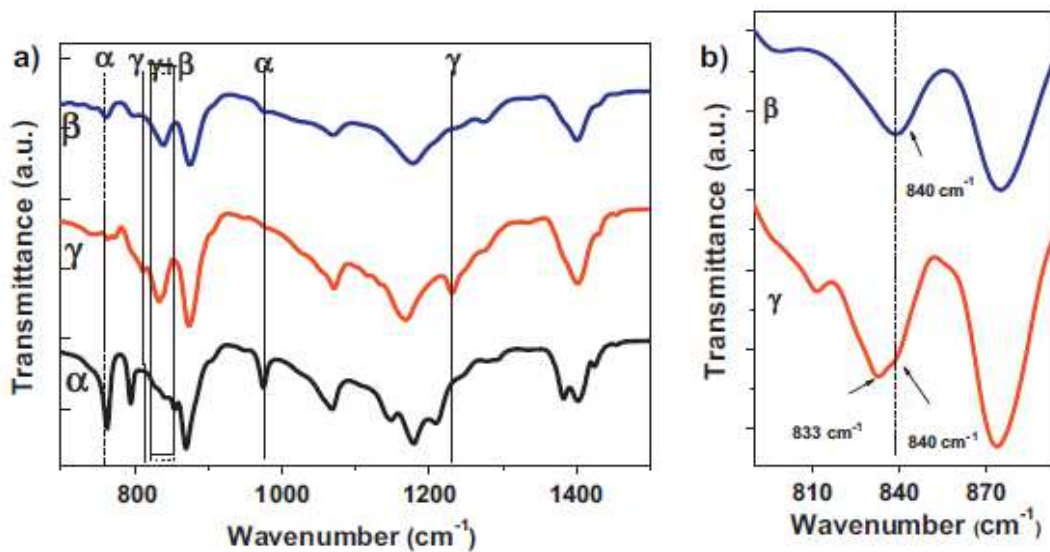 a)
α γ γ+β α γ
β
γ
α
Transmittance (a.u.)
800 1000 1200 1400
Wavenumber (cm⁻¹)
b)
β
840 cm⁻¹
γ
833 cm⁻¹
840 cm⁻¹
Transmittance (a.u.)
810 840 870
Wavenumber (cm⁻¹)